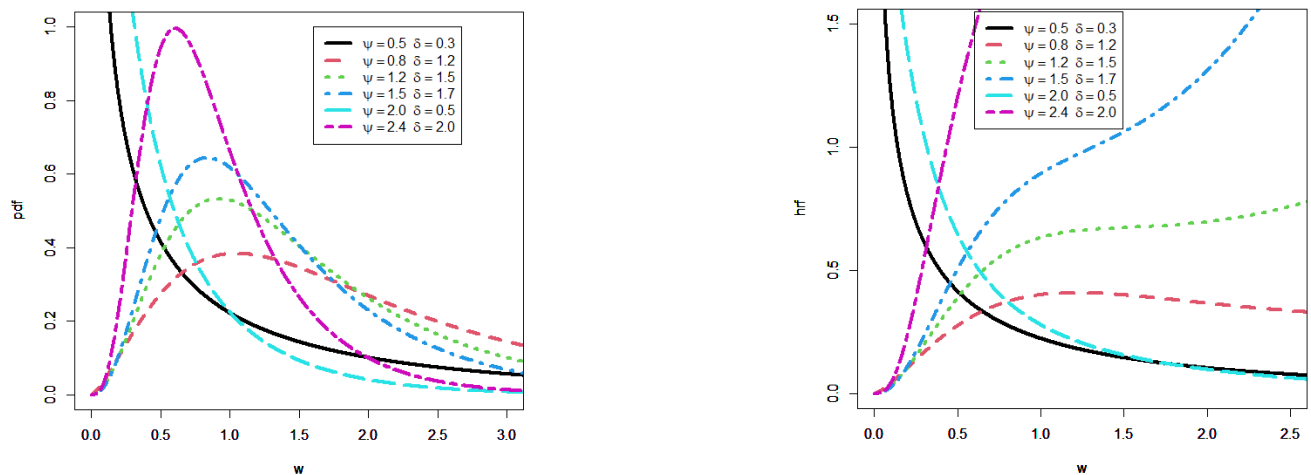 ψ = 0.5 δ = 0.3
ψ = 0.8 δ = 1.2
ψ = 1.2 δ = 1.5
ψ = 1.5 δ = 1.7
ψ = 2.0 δ = 0.5
ψ = 2.4 δ = 2.0
pdf
1.0
0.8
0.6
0.4
0.2
0.0
0.0 0.5 1.0 1.5 2.0 2.5 3.0
w
ψ = 0.5 δ = 0.3
ψ = 0.8 δ = 1.2
ψ = 1.2 δ = 1.5
ψ = 1.5 δ = 1.7
ψ = 2.0 δ = 0.5
ψ = 2.4 δ = 2.0
hrf
1.5
1.0
0.5
0.0
0.0 0.5 1.0 1.5 2.0 2.5
w